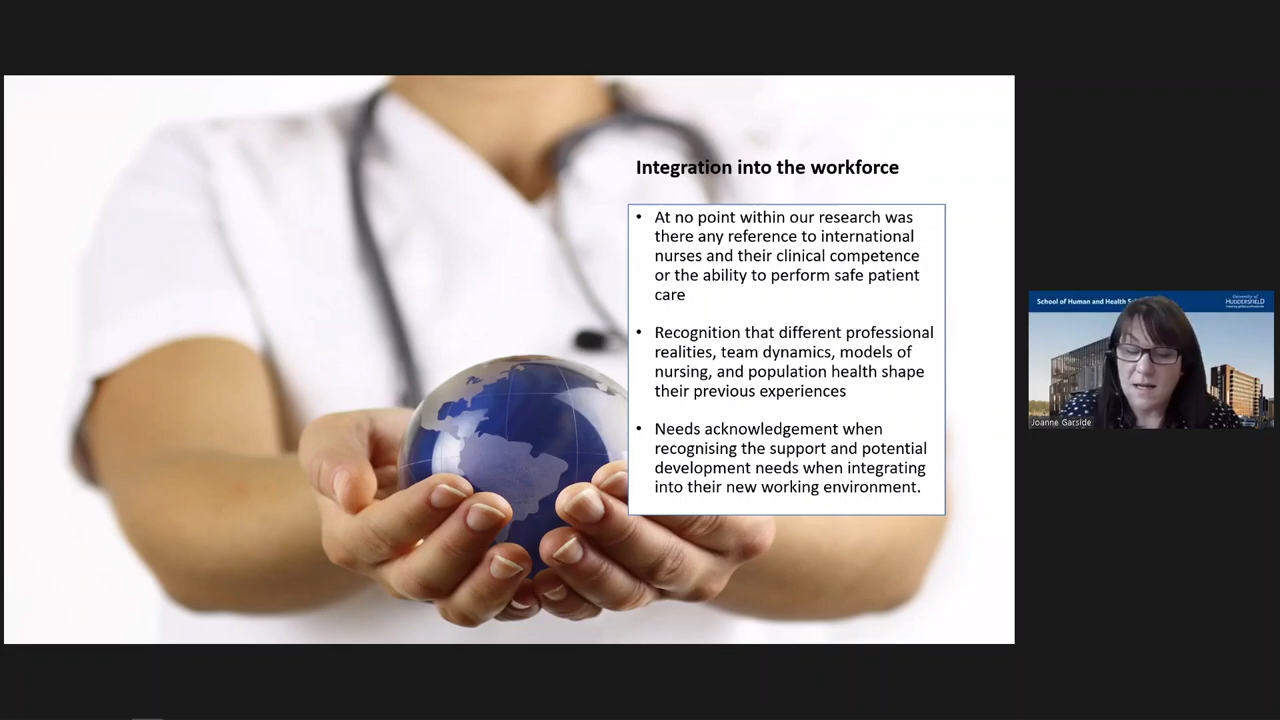 Integration into the workforce
• At no point within our research was
there any reference to international
nurses and their clinical competence
or the ability to perform safe patient
care
• Recognition that different professional
realities, team dynamics, models of
nursing, and population health shape
their previous experiences
• Needs acknowledgement when
recognising the support and potential
development needs when integrating
into their new working environment.
School of Human and Health
University of
HUDDERSFIELD
Joanne Garside